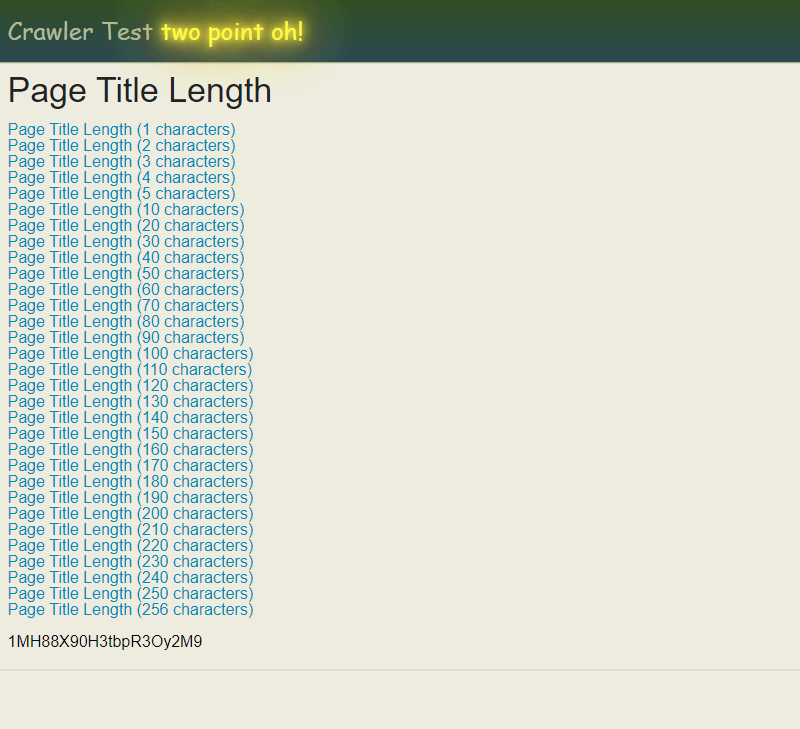 Crawler Test two point oh!
Page Title Length
Page Title Length (1 characters)
Page Title Length (2 characters)
Page Title Length (3 characters)
Page Title Length (4 characters)
Page Title Length (5 characters)
Page Title Length (10 characters)
Page Title Length (20 characters)
Page Title Length (30 characters)
Page Title Length (40 characters)
Page Title Length (50 characters)
Page Title Length (60 characters)
Page Title Length (70 characters)
Page Title Length (80 characters)
Page Title Length (90 characters)
Page Title Length (100 characters)
Page Title Length (110 characters)
Page Title Length (120 characters)
Page Title Length (130 characters)
Page Title Length (140 characters)
Page Title Length (150 characters)
Page Title Length (160 characters)
Page Title Length (170 characters)
Page Title Length (180 characters)
Page Title Length (190 characters)
Page Title Length (200 characters)
Page Title Length (210 characters)
Page Title Length (220 characters)
Page Title Length (230 characters)
Page Title Length (240 characters)
Page Title Length (250 characters)
Page Title Length (256 characters)
1MH88X90H3tbpR3Oy2M9